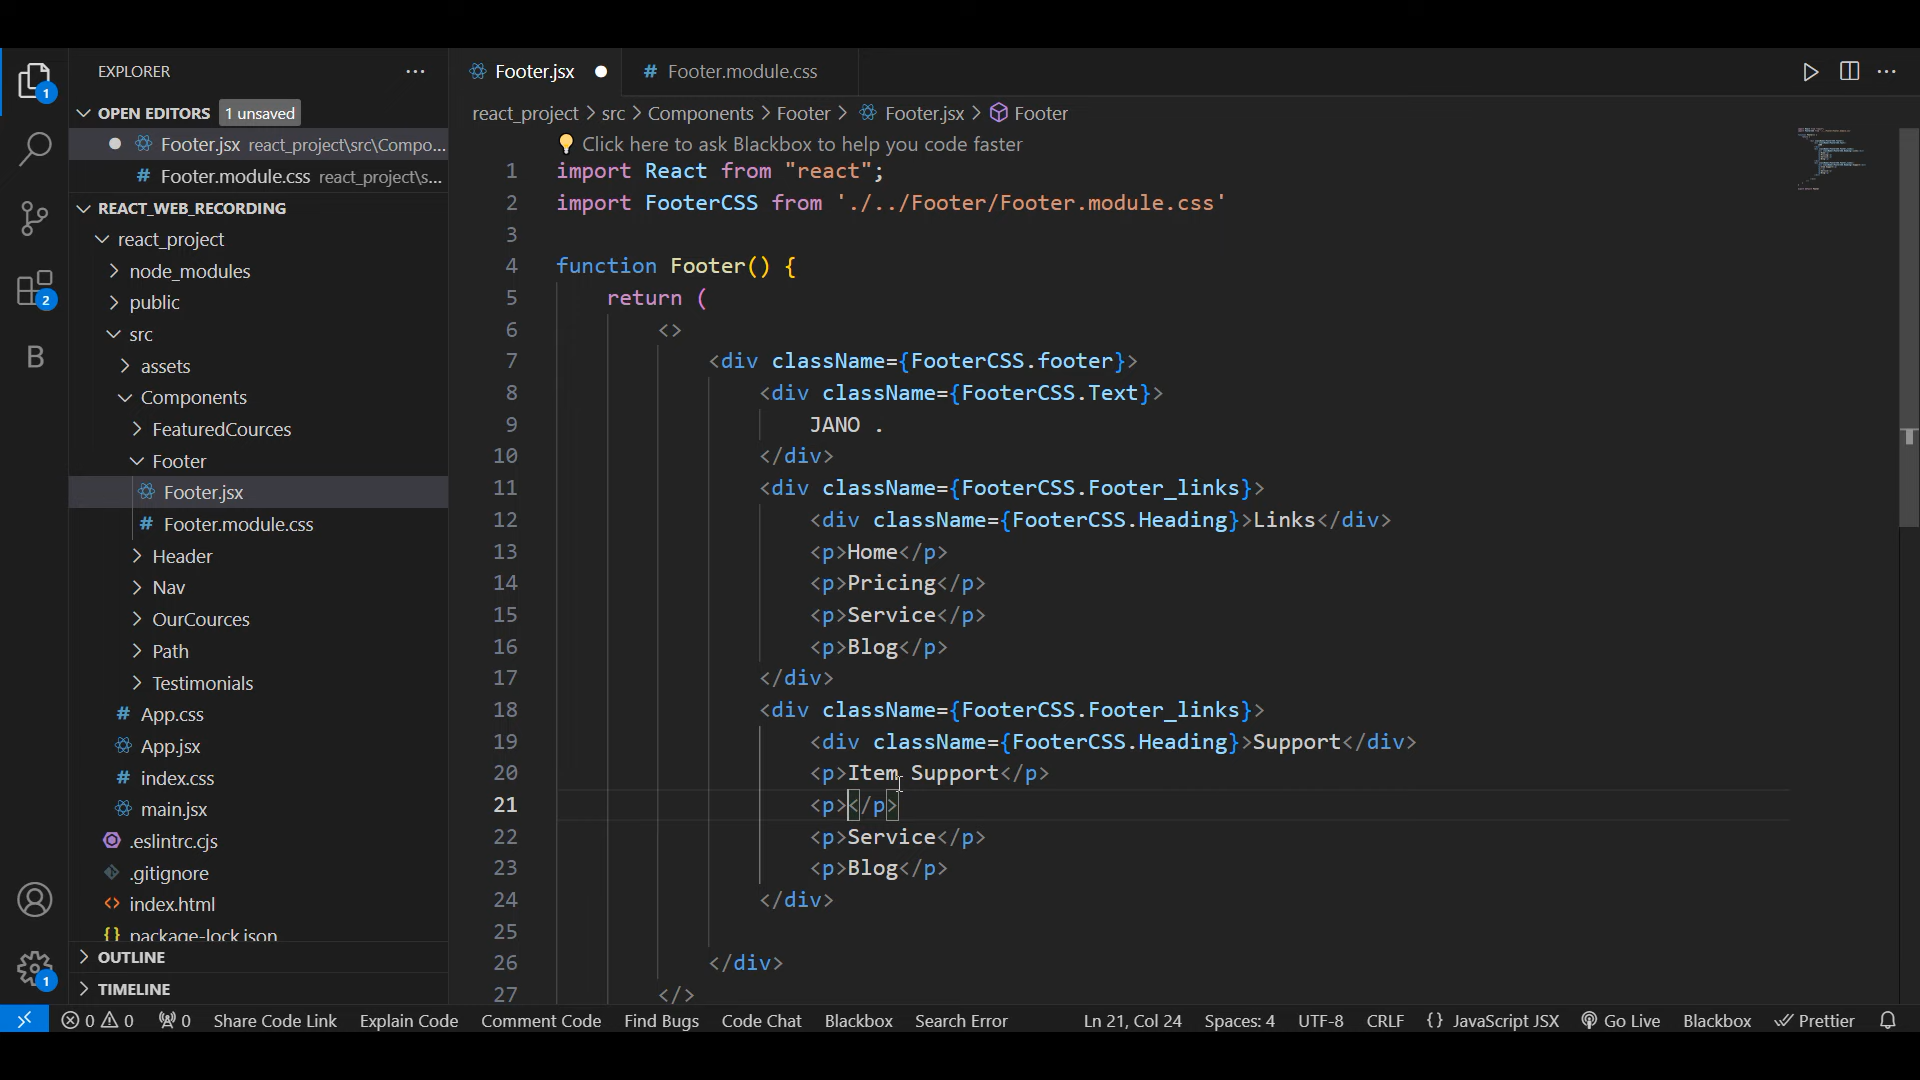 EXPLORER
OPEN EDITORS 1 unsaved
Footer.jsx react_project\src\Compo...
Footer.module.css react_project\s...
REACT_WEB_RECORDING
react_project
node_modules
public
src
assets
Components
FeaturedCources
Footer
Footer.jsx
Footer.module.css
Header
Nav
OurCources
Path
Testimonials
App.css
App.jsx
index.css
main.jsx
.eslintrc.cjs
.gitignore
index.html
package-lock.json
OUTLINE
TIMELINE
Footer.jsx
Footer.module.css
react_project > src > Components > Footer > Footer.jsx > Footer
Click here to ask Blackbox to help you code faster
1 import React from "react";
2 import FooterCSS from './../Footer/Footer.module.css'
3
4 function Footer() {
5 return (
6 <>
7 <div className={FooterCSS.footer}>
8 <div className={FooterCSS.Text}>
9 JANO .
10 </div>
11 <div className={FooterCSS.Footer_links}>
12 <div className={FooterCSS.Heading}>Links</div>
13 <p>Home</p>
14 <p>Pricing</p>
15 <p>Service</p>
16 <p>Blog</p>
17 </div>
18 <div className={FooterCSS.Footer_links}>
19 <div className={FooterCSS.Heading}>Support</div>
20 <p>Item Support</p>
21 <p></p>
22 <p>Service</p>
23 <p>Blog</p>
24 </div>
25
26 </div>
27 </>
1
2
B
1
0 0 0 Share Code Link Explain Code Comment Code Find Bugs Code Chat Blackbox Search Error Ln 21, Col 24 Spaces: 4 UTF-8 CRLF {} JavaScript JSX Go Live Blackbox Prettier